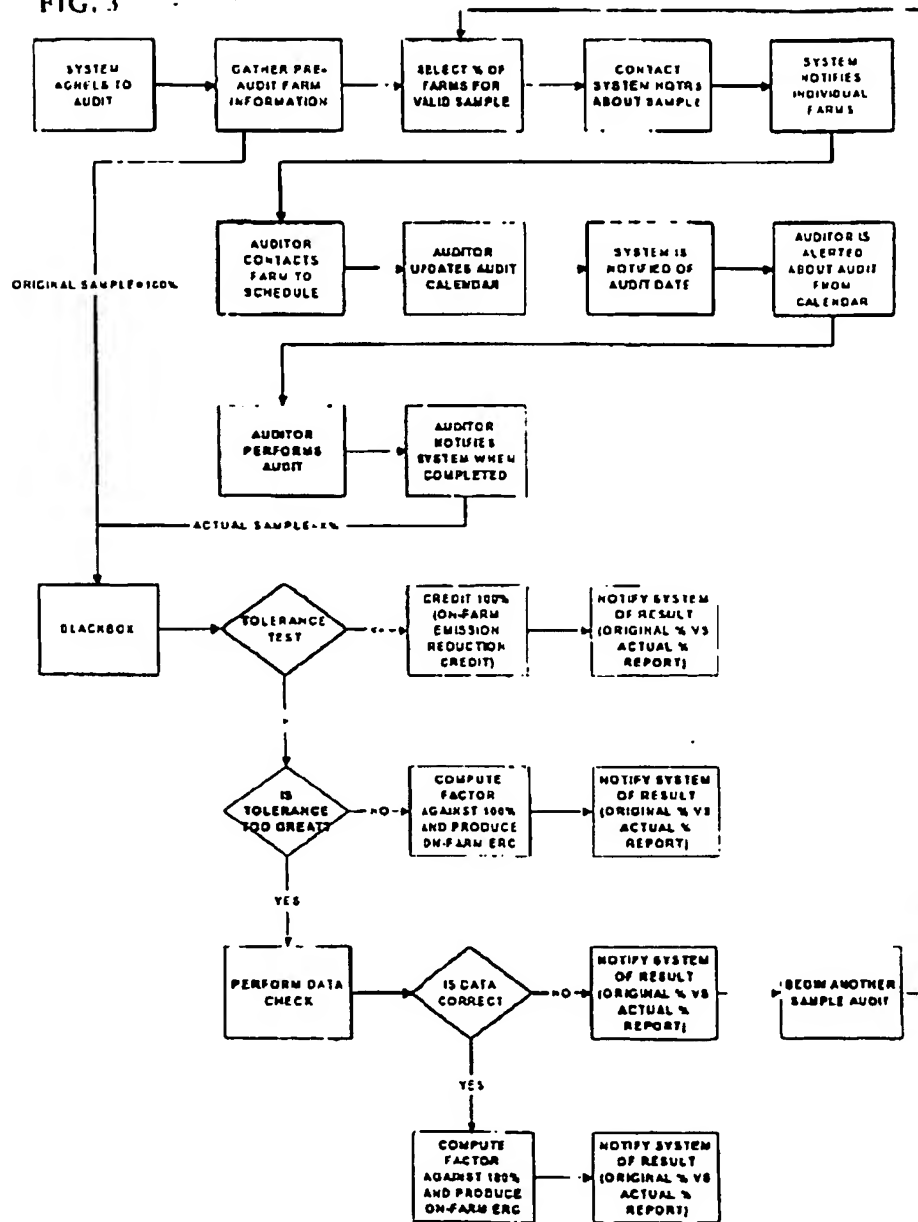 FIG. 3
SYSTEM
AGREES TO
AUDIT
GATHER PRE-
AUDIT FARM
INFORMATION
SELECT % OF
FARMS FOR
VALID SAMPLE
CONTACT
SYSTEM HQTRS
ABOUT SAMPLE
SYSTEM
NOTIFIES
INDIVIDUAL
FARMS
ORIGINAL SAMPLE=100%
AUDITOR
CONTACTS
FARM TO
SCHEDULE
AUDITOR
UPDATES AUDIT
CALENDAR
SYSTEM IS
NOTIFIED OF
AUDIT DATE
AUDITOR IS
ALERTED
ABOUT AUDIT
FROM
CALENDAR
AUDITOR
PERFORMS
AUDIT
AUDITOR
NOTIFIES
SYSTEM WHEN
COMPLETED
ACTUAL SAMPLE=X%
BLACKBOX
TOLERANCE
TEST
CREDIT 100%
(ON-FARM
EMISSION
REDUCTION
CREDIT)
NOTIFY SYSTEM
OF RESULT
(ORIGINAL % VS
ACTUAL %
REPORT)
IS
TOLERANCE
TOO GREAT?
NO
COMPUTE
FACTOR
AGAINST 100%
AND PRODUCE
ON-FARM ERC
NOTIFY SYSTEM
OF RESULT
(ORIGINAL % VS
ACTUAL %
REPORT)
YES
PERFORM DATA
CHECK
IS DATA
CORRECT
NO
NOTIFY SYSTEM
OF RESULT
(ORIGINAL % VS
ACTUAL %
REPORT)
BEGIN ANOTHER
SAMPLE AUDIT
YES
COMPUTE
FACTOR
AGAINST 100%
AND PRODUCE
ON-FARM ERC
NOTIFY SYSTEM
OF RESULT
(ORIGINAL % VS
ACTUAL %
REPORT)